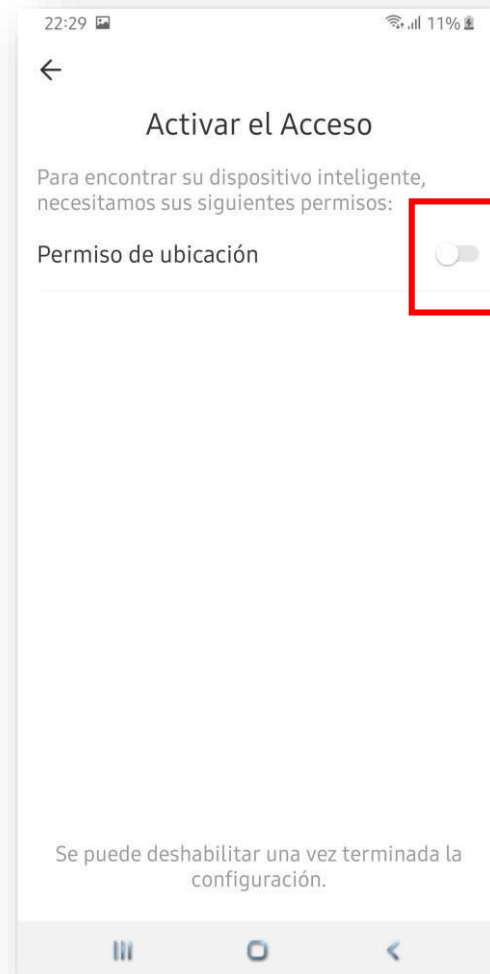 22:29 11%
Activar el Acceso
Para encontrar su dispositivo inteligente,
necesitamos sus siguientes permisos:
Permiso de ubicación
Se puede deshabilitar una vez terminada la
configuración.